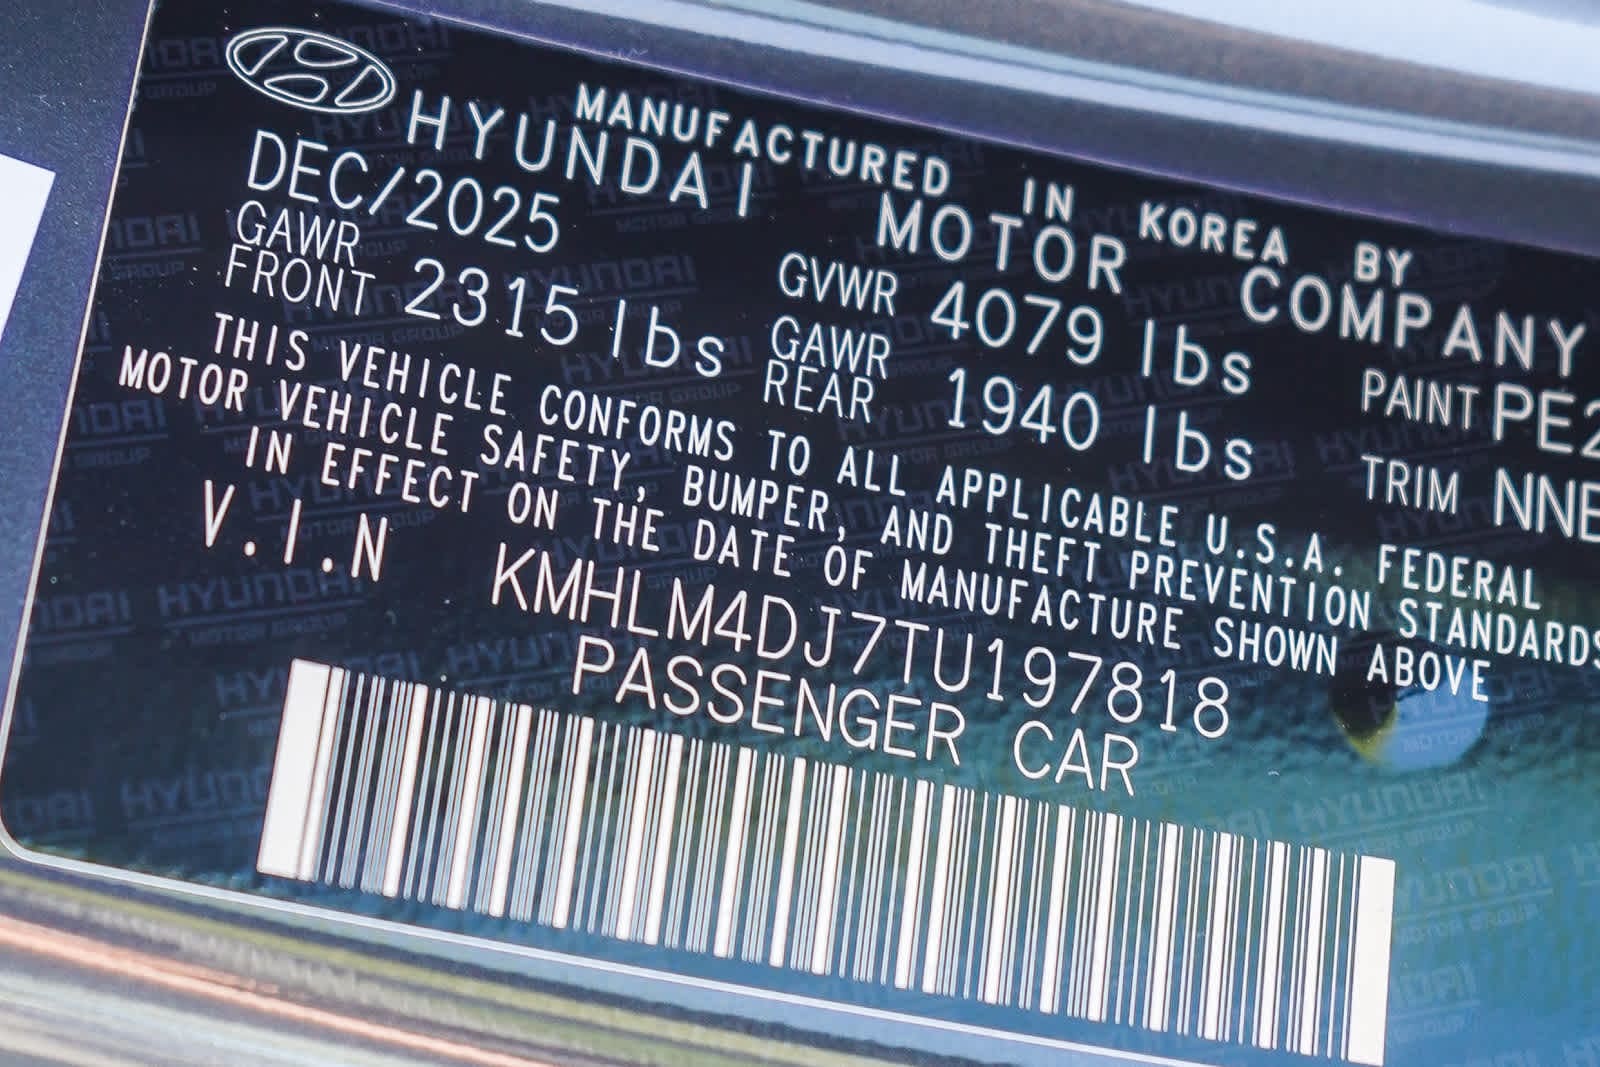 MANUFACTURED IN KOREA BY
HYUNDAI MOTOR COMPANY
DEC/2025 GVWR 4079 lbs
GAWR FRONT 2315 lbs GAWR REAR 1940 lbs PAINT PE2
TRIM NNB
THIS VEHICLE CONFORMS TO ALL APPLICABLE U.S.A. FEDERAL
MOTOR VEHICLE SAFETY, BUMPER, AND THEFT PREVENTION STANDARDS
IN EFFECT ON THE DATE OF MANUFACTURE SHOWN ABOVE
V.I.N KMHLM4DJ7TU197818
PASSENGER CAR